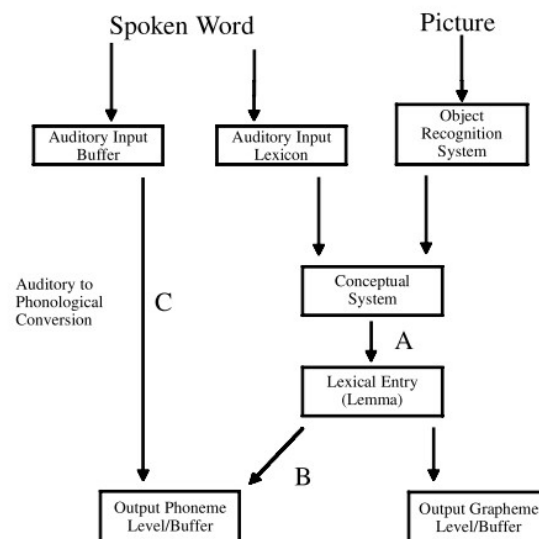 Spoken Word
Picture
Auditory Input
Buffer
Auditory Input
Lexicon
Object
Recognition
System
Auditory to
Phonological
Conversion
C
Conceptual
System
A
Lexical Entry
(Lemma)
B
Output Phoneme
Level/Buffer
Output Grapheme
Level/Buffer